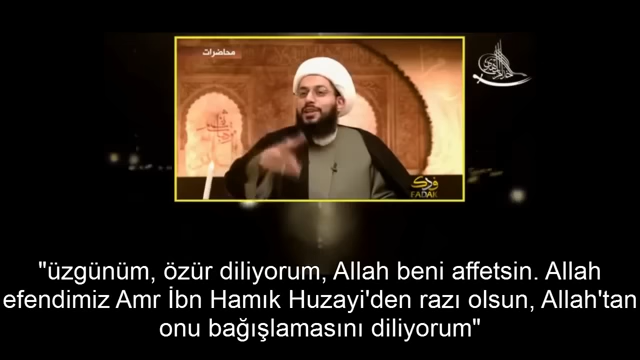 محاضرات
فدك
FADAK
"üzgünüm, özür diliyorum, Allah beni affetsin. Allah
efendimiz Amr İbn Hamık Huzayi'den razı olsun, Allah'tan
onu bağışlamasını diliyorum"